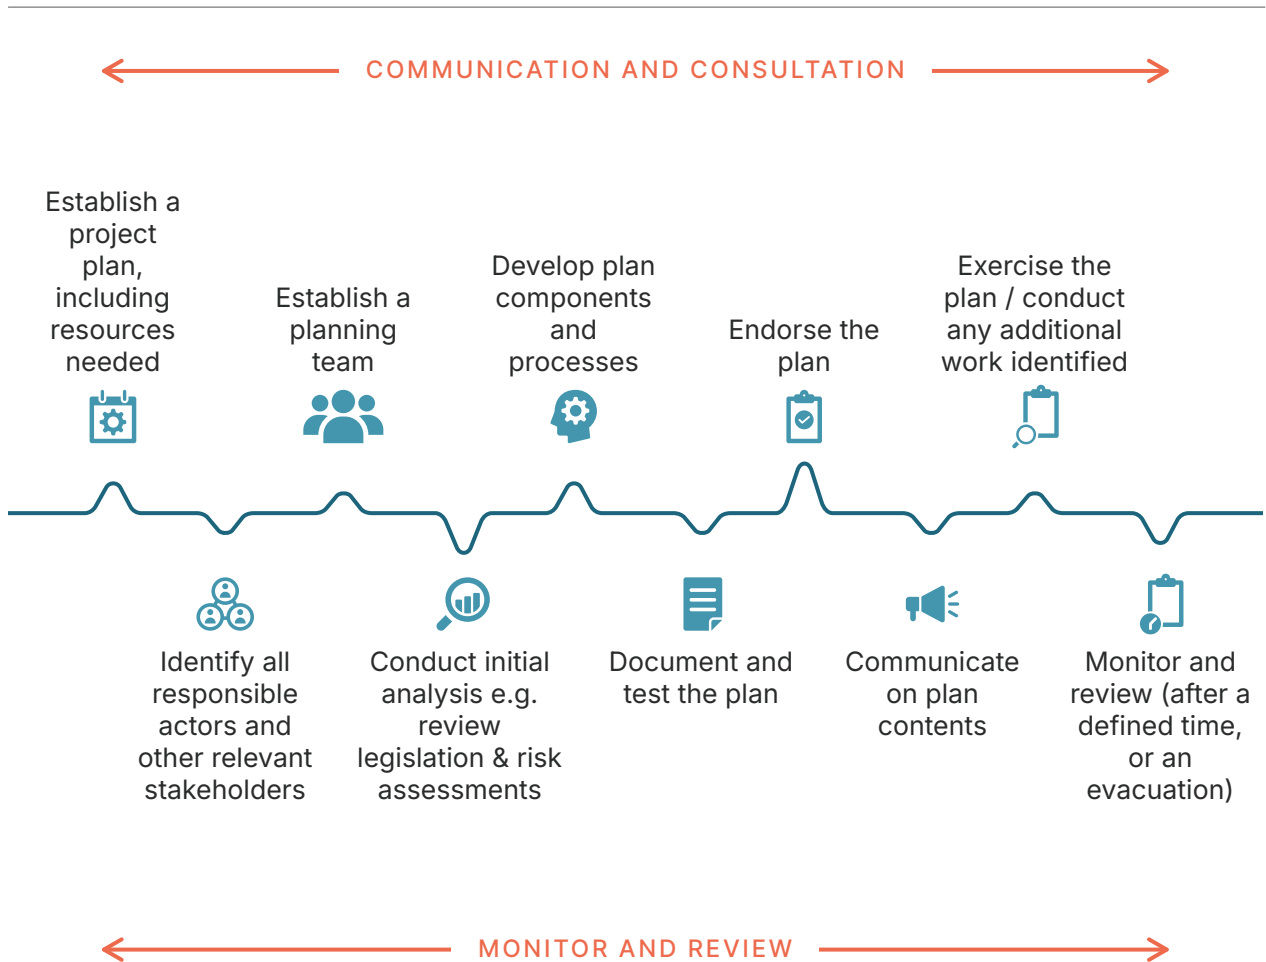 COMMUNICATION AND CONSULTATION
Establish a
project
plan,
including
resources
needed
Identify all
responsible
actors and
other relevant
stakeholders
Establish a
planning
team
Conduct initial
analysis e.g.
review
legislation & risk
assessments
Develop plan
components
and
processes
Document and
test the plan
Endorse the
plan
Communicate
on plan
contents
Exercise the
plan / conduct
any additional
work identified
Monitor and
review (after a
defined time,
or an
evacuation)
MONITOR AND REVIEW